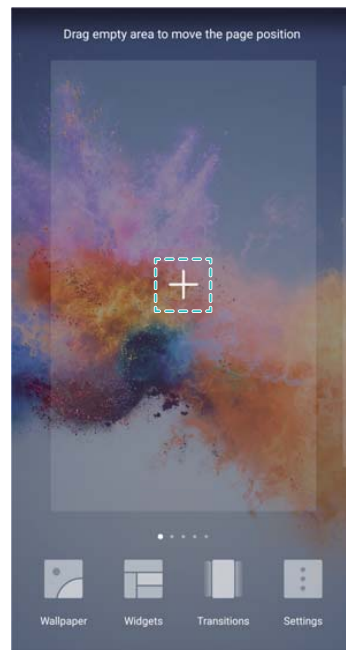 Drag empty area to move the page position
Wallpaper
Widgets
Transitions
Settings